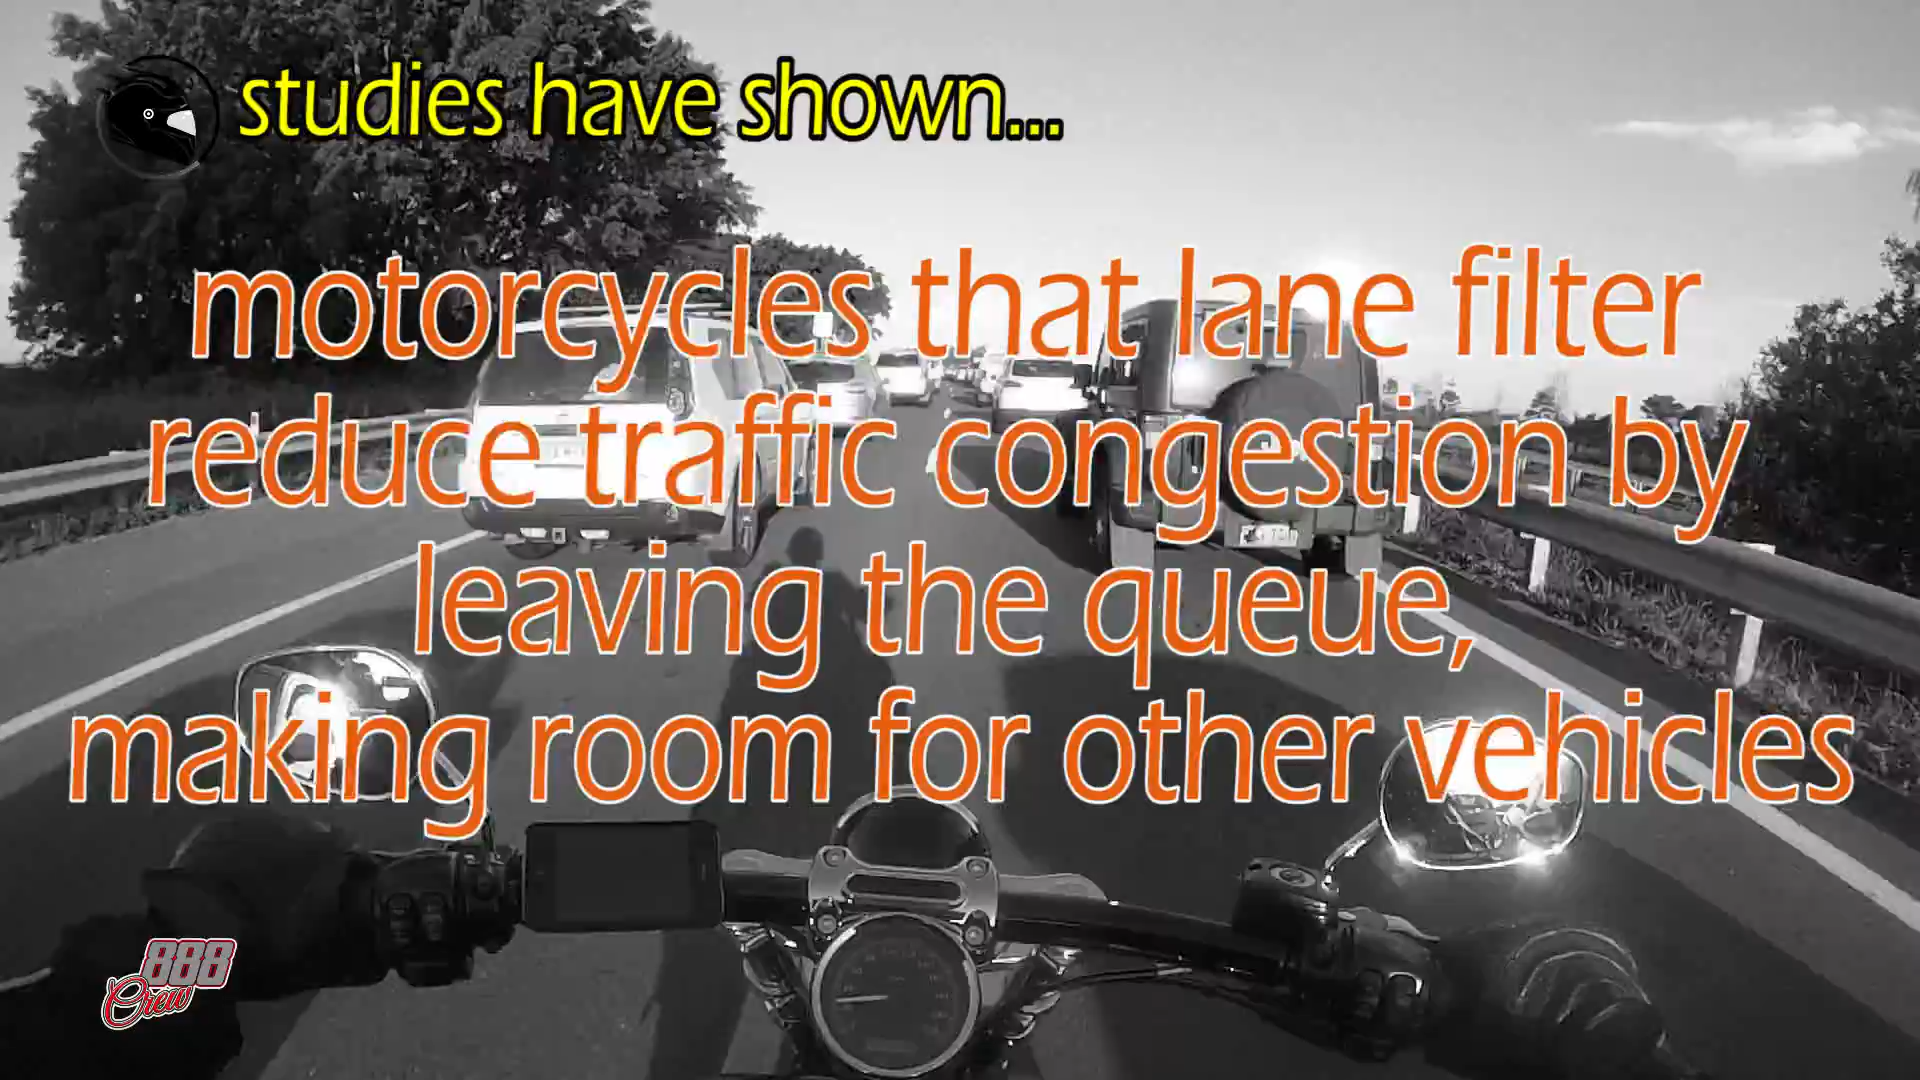 studies have shown...
motorcycles that lane filter
reduce traffic congestion by
leaving the queue,
making room for other vehicles
888
Crew